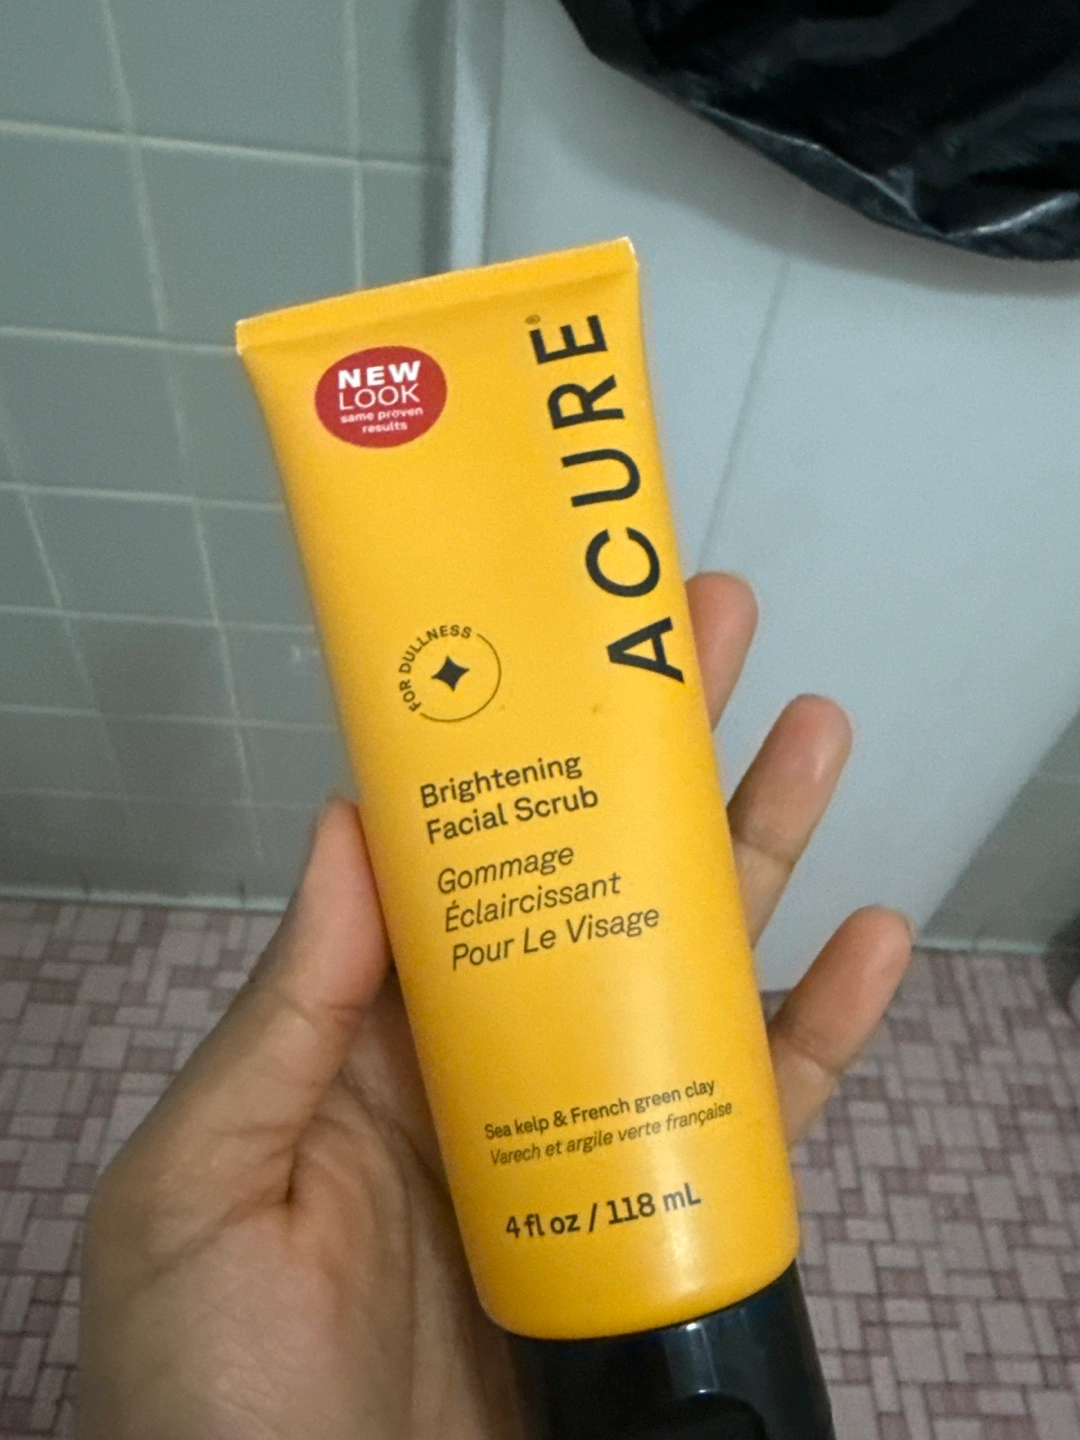 NEW
LOOK
same proven
results
ACURE®
FOR DULLNESS
Brightening
Facial Scrub
Gommage
Éclaircissant
Pour Le Visage
Sea kelp & French green clay
Varech et argile verte française
4 fl oz / 118 mL